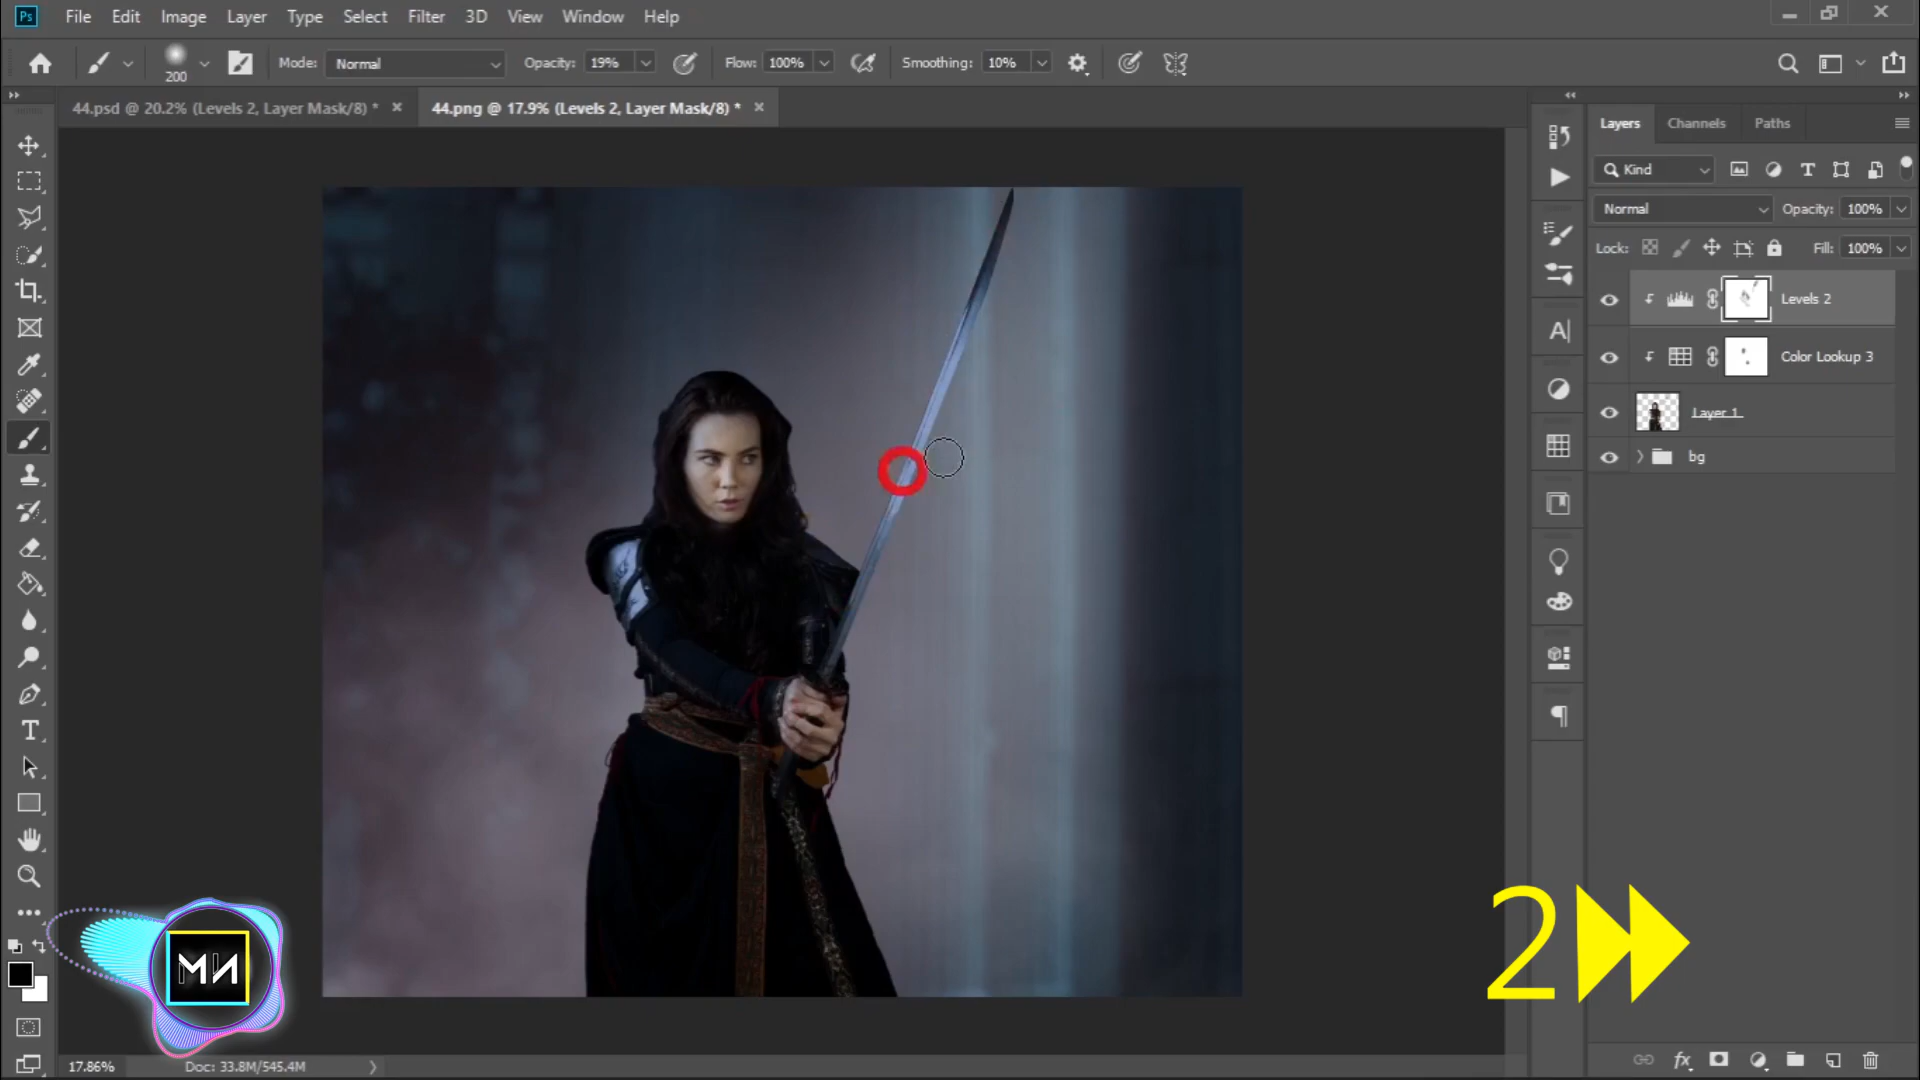 Ps File Edit Image Layer Type Select Filter 3D View Window Help
200 Mode: Normal Opacity: 19% Flow: 100% Smoothing: 10%
44.psd @ 20.2% (Levels 2, Layer Mask/8) * × 44.png @ 17.9% (Levels 2, Layer Mask/8) * ×
Layers Channels Paths
Kind
Normal Opacity: 100%
Lock: Fill: 100%
Levels 2
Color Lookup 3
Layer 1
bg
2
17.86% Doc: 33.8M/545.4M